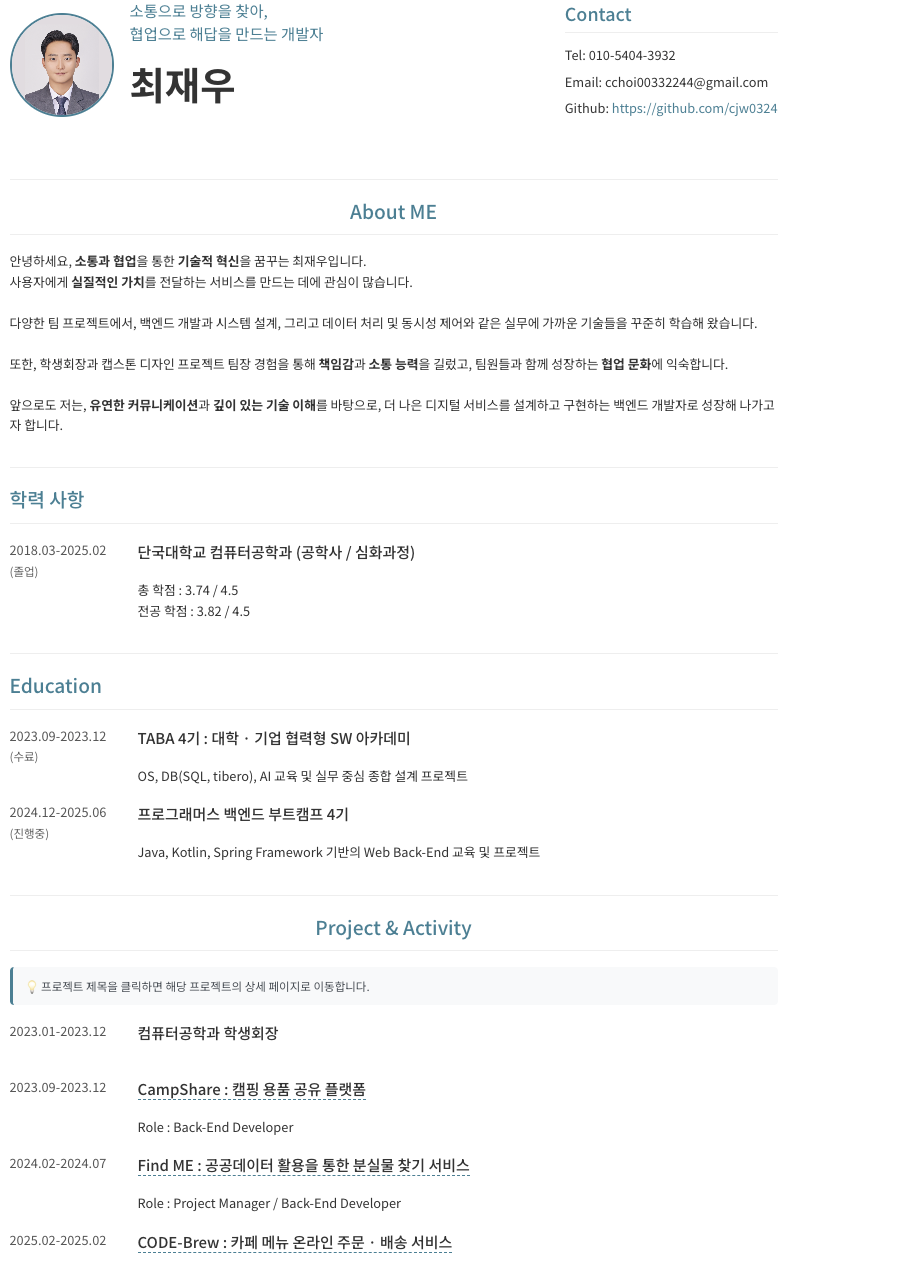 소통으로 방향을 찾아,
협업으로 해답을 만드는 개발자
최재우
Contact
Tel: 010-5404-3932
Email: cchoi00332244@gmail.com
Github: https://github.com/cjw0324
About ME
안녕하세요, 소통과 협업을 통한 기술적 혁신을 꿈꾸는 최재우입니다.
사용자에게 실질적인 가치를 전달하는 서비스를 만드는 데에 관심이 많습니다.
다양한 팀 프로젝트에서, 백엔드 개발과 시스템 설계, 그리고 데이터 처리 및 동시성 제어와 같은 실무에 가까운 기술들을 꾸준히 학습해 왔습니다.
또한, 학생회장과 캡스톤 디자인 프로젝트 팀장 경험을 통해 책임감과 소통 능력을 길렀고, 팀원들과 함께 성장하는 협업 문화에 익숙합니다.
앞으로도 저는, 유연한 커뮤니케이션과 깊이 있는 기술 이해를 바탕으로, 더 나은 디지털 서비스를 설계하고 구현하는 백엔드 개발자로 성장해 나가고
자 합니다.
학력 사항
2018.03-2025.02
(졸업)
단국대학교 컴퓨터공학과 (공학사 / 심화과정)
총 학점 : 3.74 / 4.5
전공 학점 : 3.82 / 4.5
Education
2023.09-2023.12
(수료)
TABA 4기 : 대학 · 기업 협력형 SW 아카데미
OS, DB(SQL, tibero), AI 교육 및 실무 중심 종합 설계 프로젝트
2024.12-2025.06
(진행중)
프로그래머스 백엔드 부트캠프 4기
Java, Kotlin, Spring Framework 기반의 Web Back-End 교육 및 프로젝트
Project & Activity
💡 프로젝트 제목을 클릭하면 해당 프로젝트의 상세 페이지로 이동합니다.
2023.01-2023.12
컴퓨터공학과 학생회장
2023.09-2023.12
CampShare : 캠핑 용품 공유 플랫폼
Role : Back-End Developer
2024.02-2024.07
Find ME : 공공데이터 활용을 통한 분실물 찾기 서비스
Role : Project Manager / Back-End Developer
2025.02-2025.02
CODE-Brew : 카페 메뉴 온라인 주문 · 배송 서비스